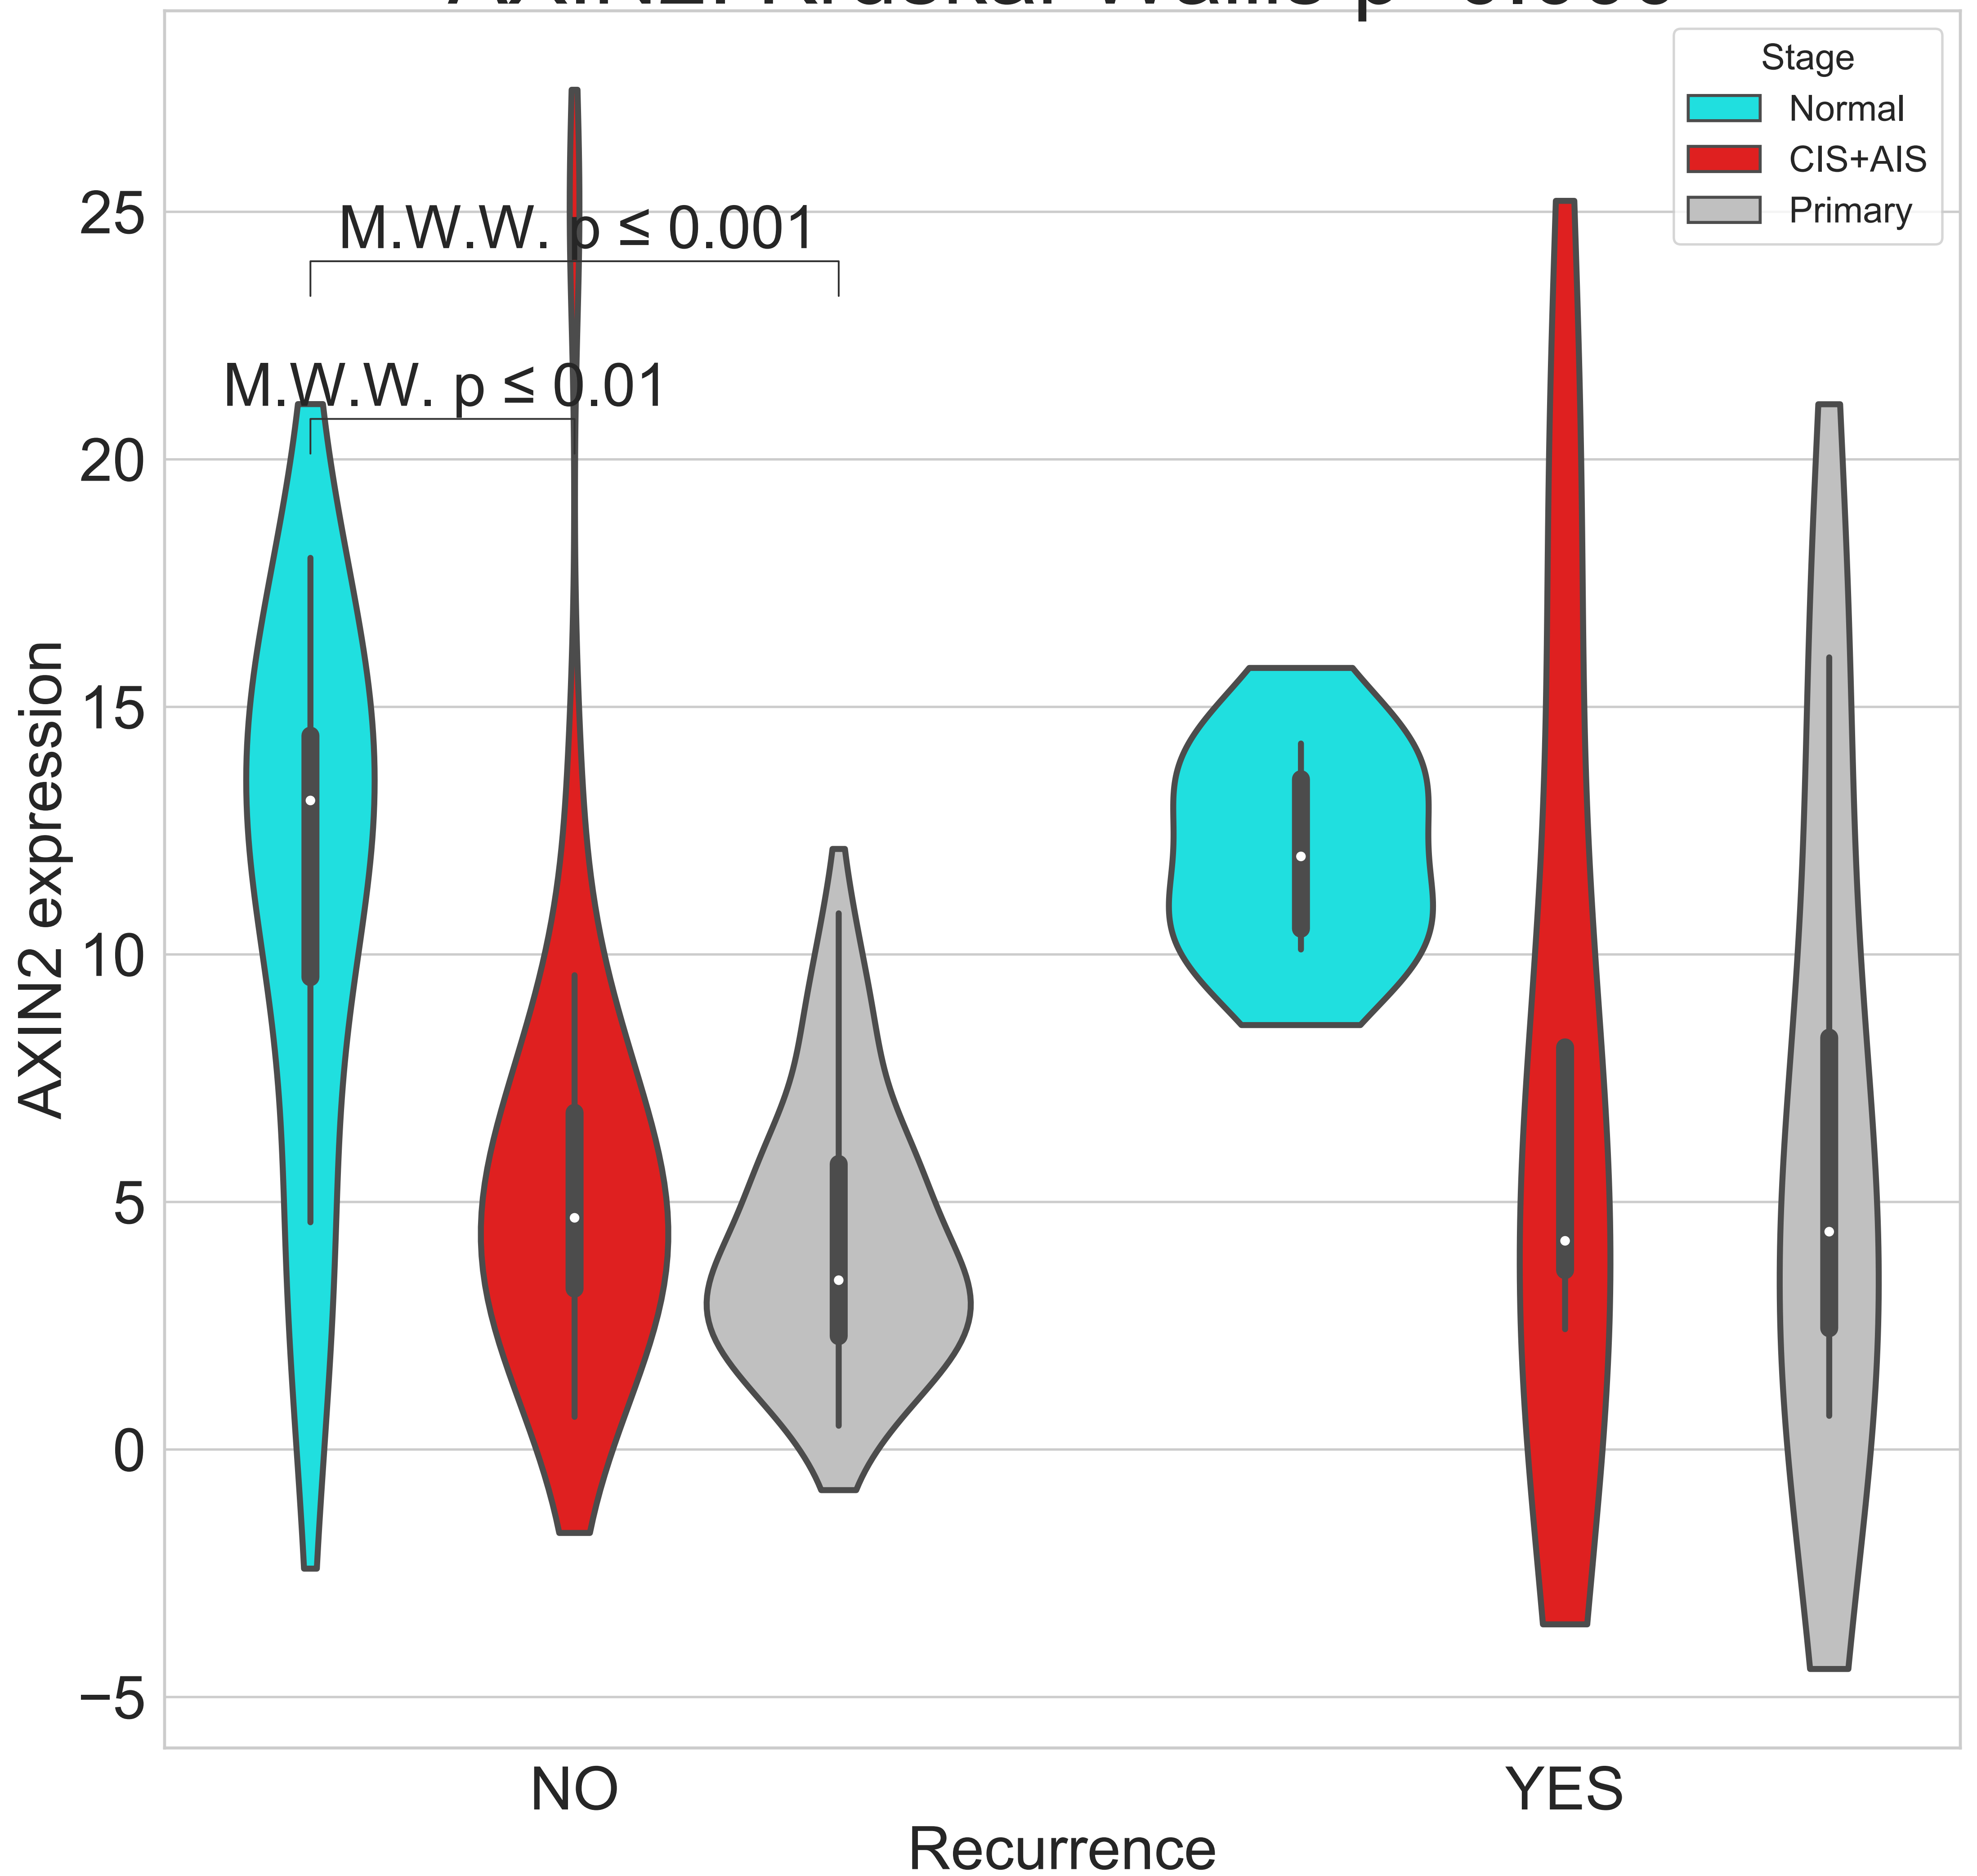 Stage
Normal
CIS+AIS
Primary
M.W.W. p ≤ 0.001
M.W.W. p ≤ 0.01
25
20
15
10
5
0
−5
AXIN2 expression
NO
YES
Recurrence